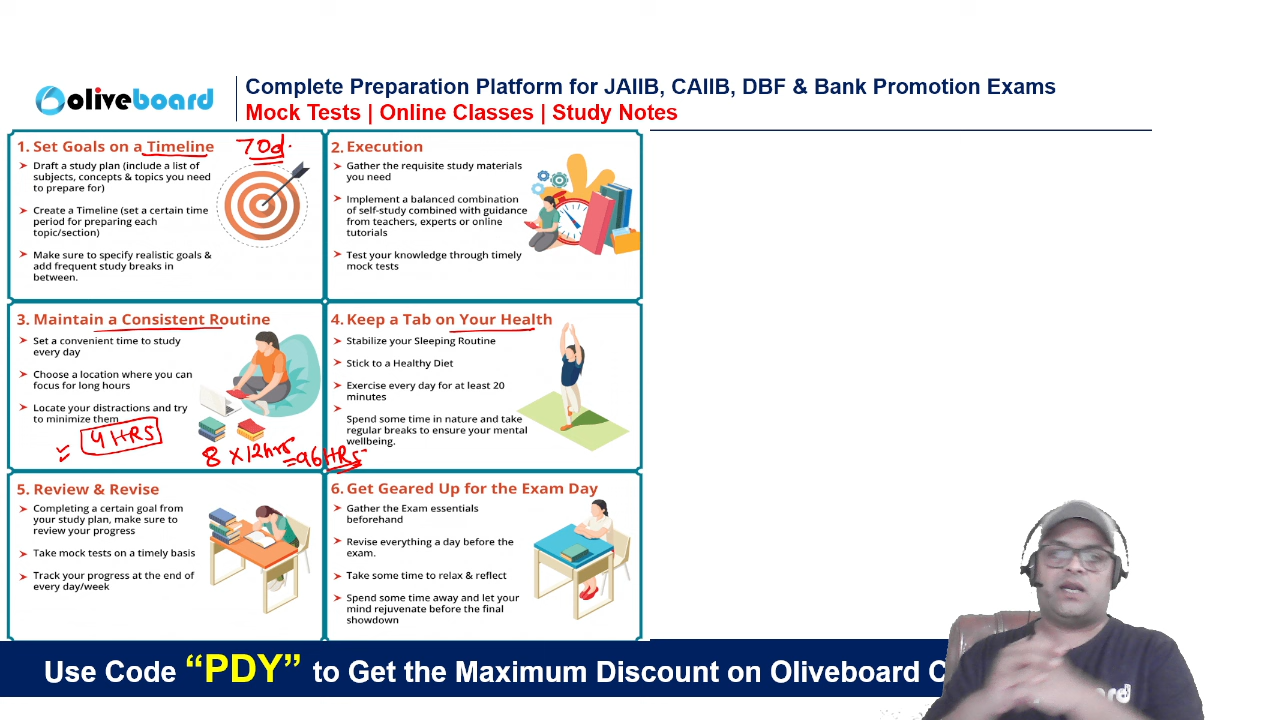 oliveboard
Complete Preparation Platform for JAIIB, CAIIB, DBF & Bank Promotion Exams
Mock Tests | Online Classes | Study Notes
1. Set Goals on a Timeline
70d.
Draft a study plan (include a list of
subjects, concepts & topics you need
to prepare for)
Create a Timeline (set a certain time
period for preparing each
topic/section)
Make sure to specify realistic goals &
add frequent study breaks in
between.
2. Execution
Gather the requisite study materials
you need
Implement a balanced combination
of self-study combined with guidance
from teachers, experts or online
tutorials
Test your knowledge through timely
mock tests
3. Maintain a Consistent Routine
Set a convenient time to study
every day
Choose a location where you can
focus for long hours
Locate your distractions and try
to minimize them
4 HRS
8 X 12hrs
=96 HRS
4. Keep a Tab on Your Health
Stabilize your Sleeping Routine
Stick to a Healthy Diet
Exercise every day for at least 20
minutes
Spend some time in nature and take
regular breaks to ensure your mental
wellbeing.
5. Review & Revise
Completing a certain goal from
your study plan, make sure to
review your progress
Take mock tests on a timely basis
Track your progress at the end of
every day/week
6. Get Geared Up for the Exam Day
Gather the Exam essentials
beforehand
Revise everything a day before the
exam.
Take some time to relax & reflect
Spend some time away and let your
mind rejuvenate before the final
showdown
Use Code “PDY” to Get the Maximum Discount on Oliveboard C